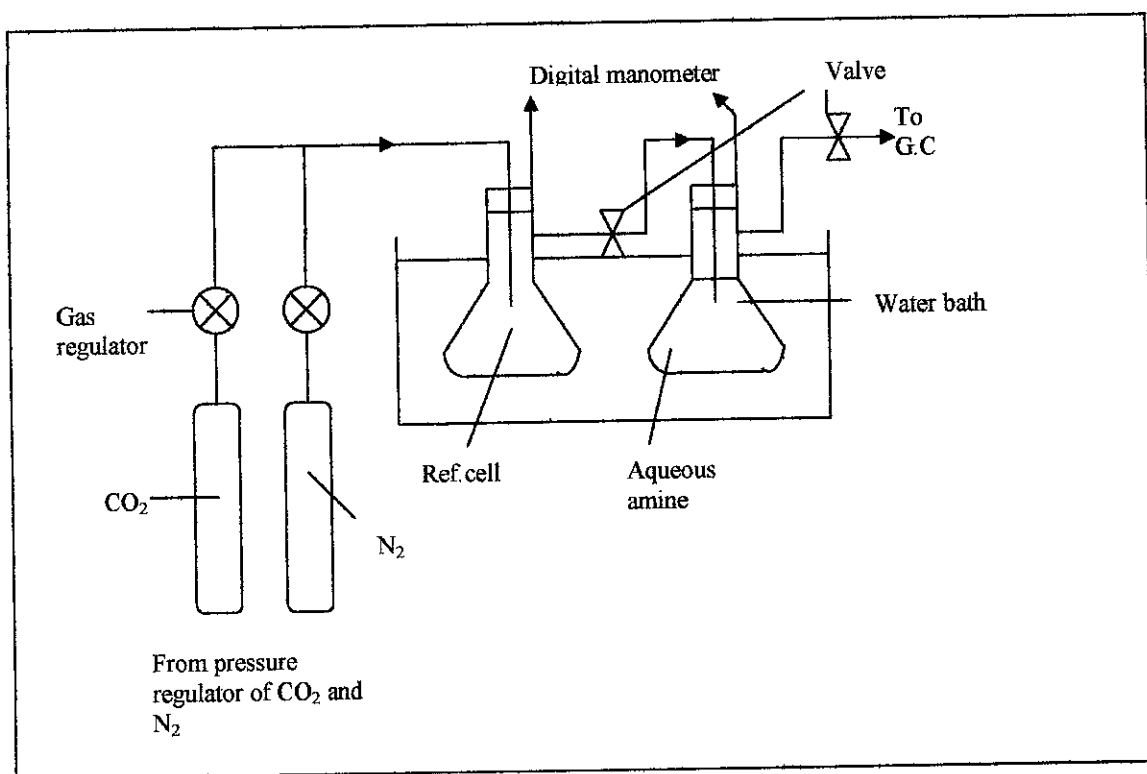 Digital manometer
Valve
To
G.C
Gas
regulator
Water bath
Ref. cell
Aqueous
amine
CO₂
N₂
From pressure
regulator of CO₂ and
N₂